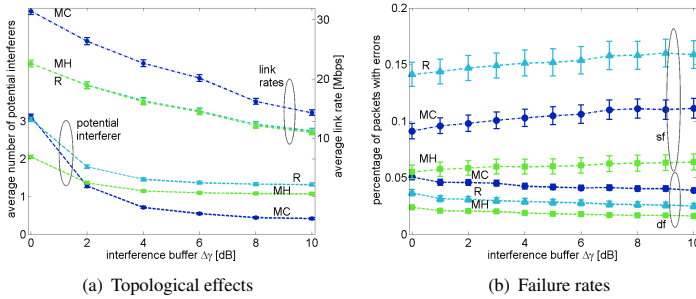 MC
MH
R
link
rates
potential
interferer
R
MH
MC
average number of potential interferers
average link rate [Mbps]
0
1
2
3
10
20
30
0
2
4
6
8
10
interference buffer Δγ [dB]
(a) Topological effects
R
MC
MH
sf
MC
R
MH
df
percentage of packets with errors
0.2
0.15
0.1
0.05
0
0
2
4
6
8
10
interference buffer Δγ [dB]
(b) Failure rates